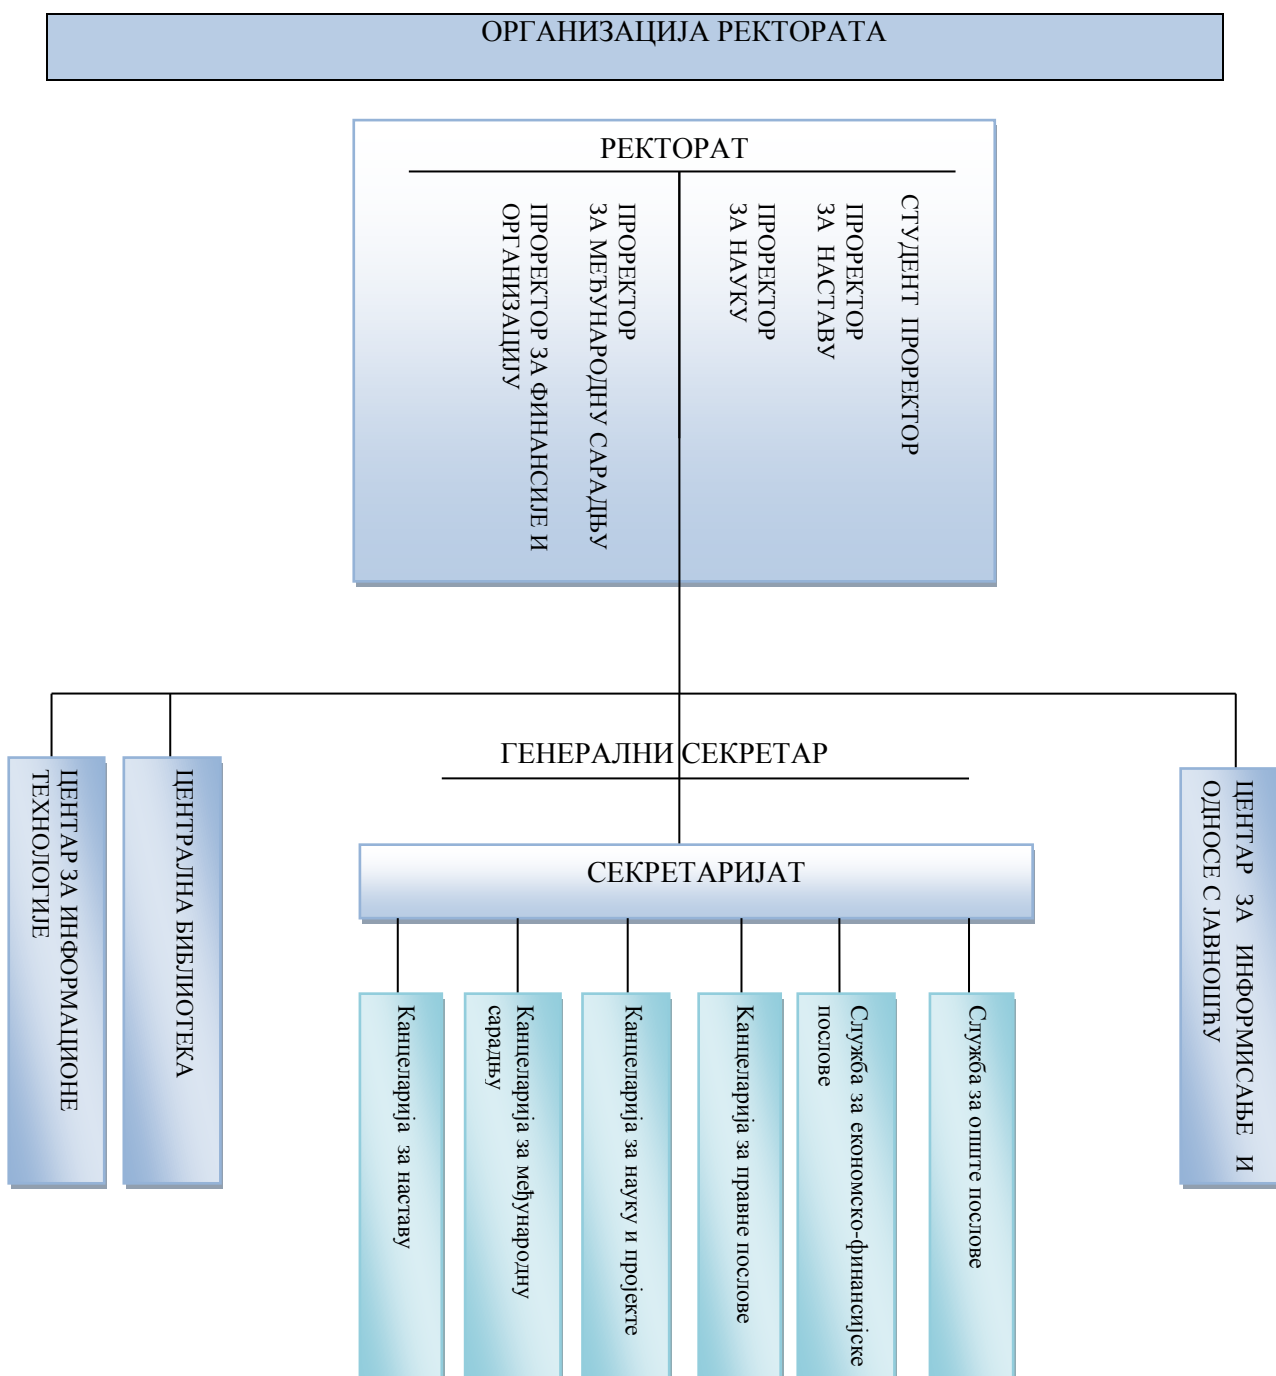 ОРГАНИЗАЦИЈА РЕКТОРАТА
РЕКТОРАТ
ПРОРЕКТОР ЗА ФИНАНСИЈЕ И
ОРГАНИЗАЦИЈУ
ПРОРЕКТОР
ЗА МЕЂУНАРОДНУ САРАДЊУ
ПРОРЕКТОР
ЗА НАУКУ
ПРОРЕКТОР
ЗА НАСТАВУ
СТУДЕНТ ПРОРЕКТОР
ГЕНЕРАЛНИ СЕКРЕТАР
ЦЕНТАР ЗА ИНФОРМАЦИОНЕ
ТЕХНОЛОГИЈЕ
ЦЕНТРАЛНА БИБЛИОТЕКА
ЦЕНТАР ЗА ИНФОРМИСАЊЕ И
ОДНОСЕ С ЈАВНОШЋУ
СЕКРЕТАРИЈАТ
Канцеларија за наставу
Канцеларија за међународну
сарадњу
Канцеларија за науку и пројекте
Канцеларија за правне послове
Служба за економско-финансијске
послове
Служба за опште послове